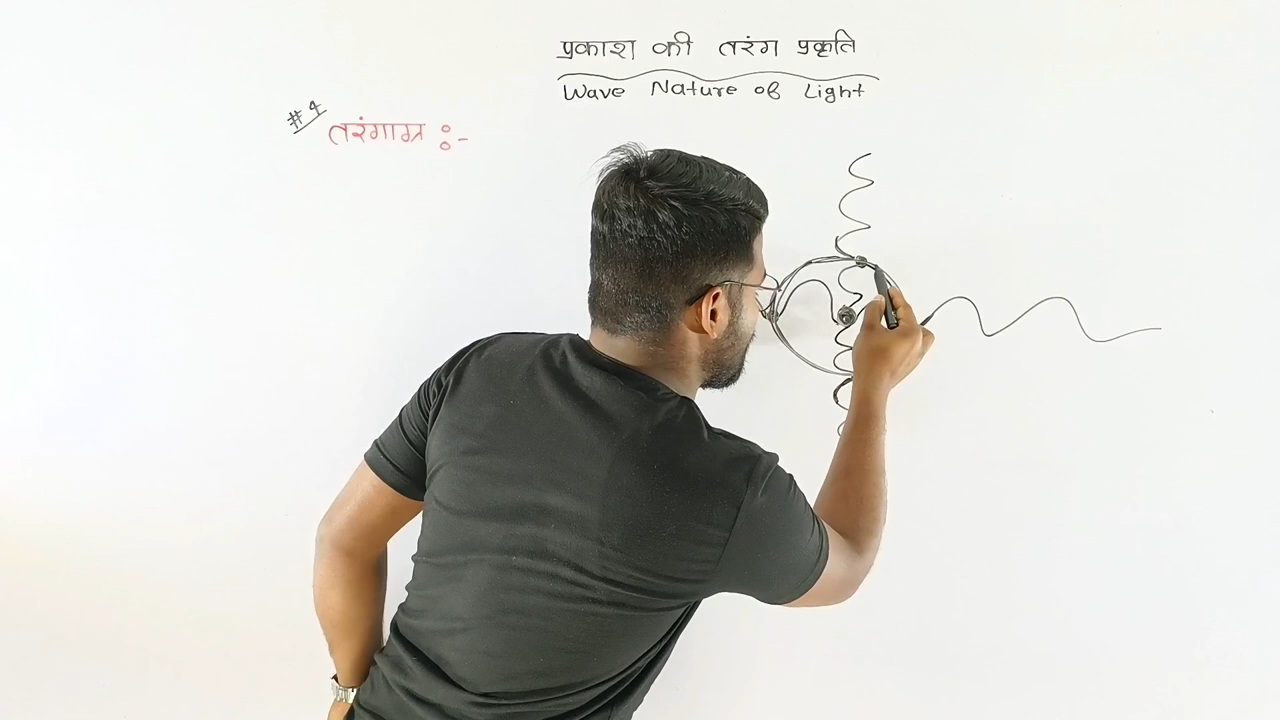 प्रकाश की तरंग प्रकृति
Wave Nature of Light
#4
तरंगाग्र :-